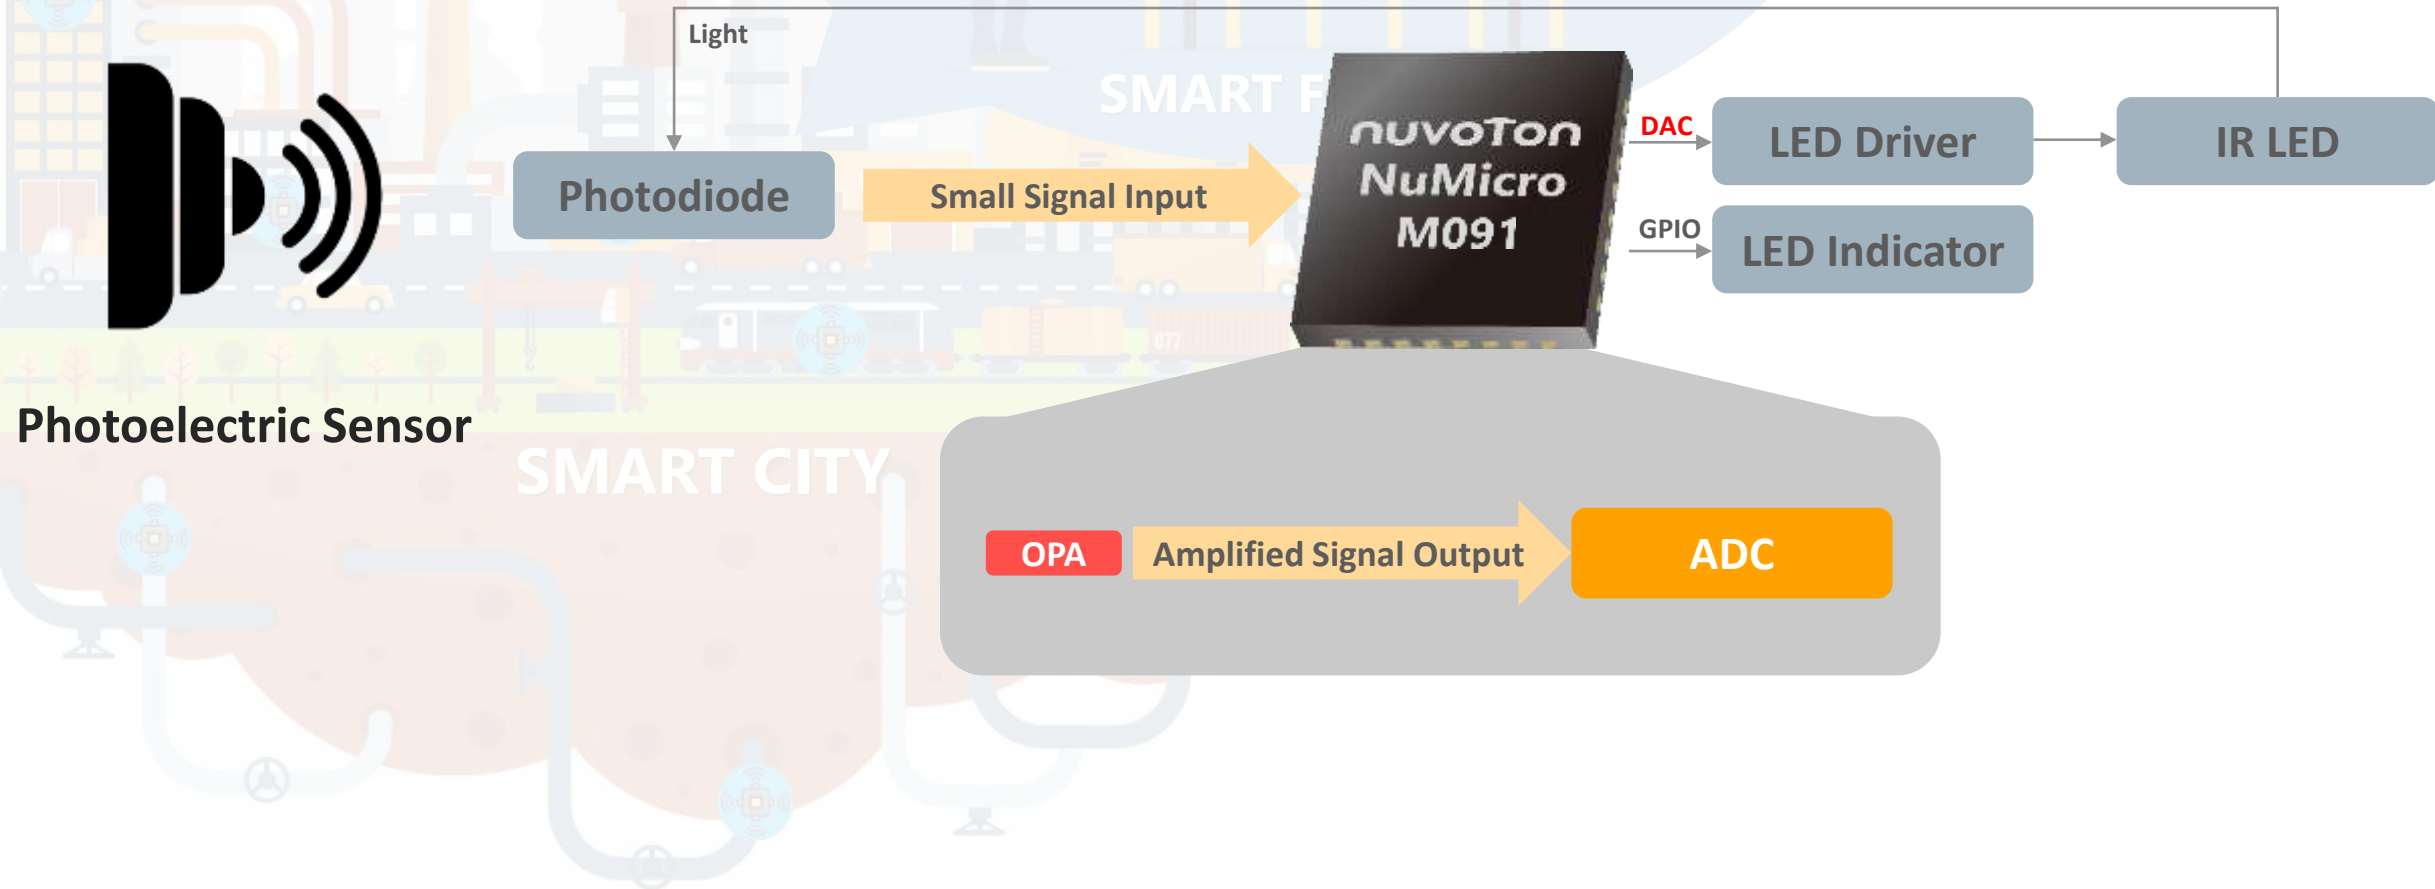 Light
SMART F
nuvoTon
NuMicro
M091
DAC
LED Driver
IR LED
Photodiode
Small Signal Input
GPIO
LED Indicator
077
Photoelectric Sensor
SMART CITY
OPA
Amplified Signal Output
ADC